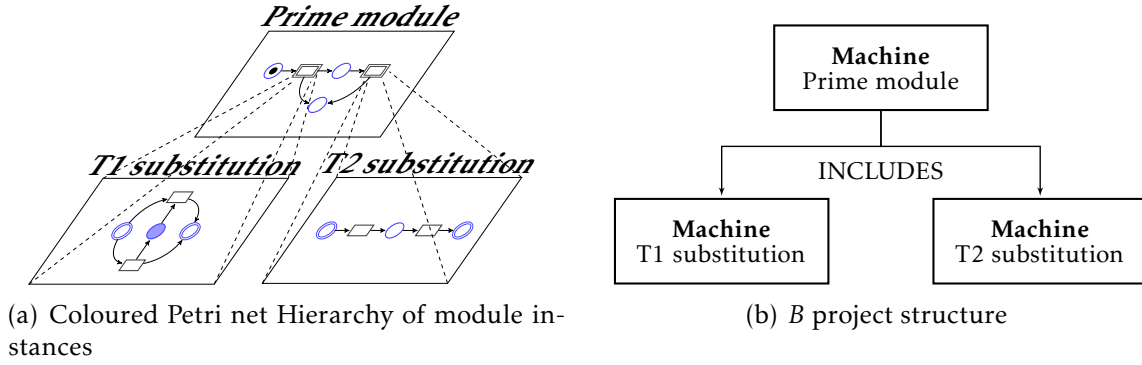 Prime module
T1 substitution
T2 substitution
(a) Coloured Petri net Hierarchy of module in-
stances
Machine
Prime module
INCLUDES
Machine
T1 substitution
Machine
T2 substitution
(b) B project structure